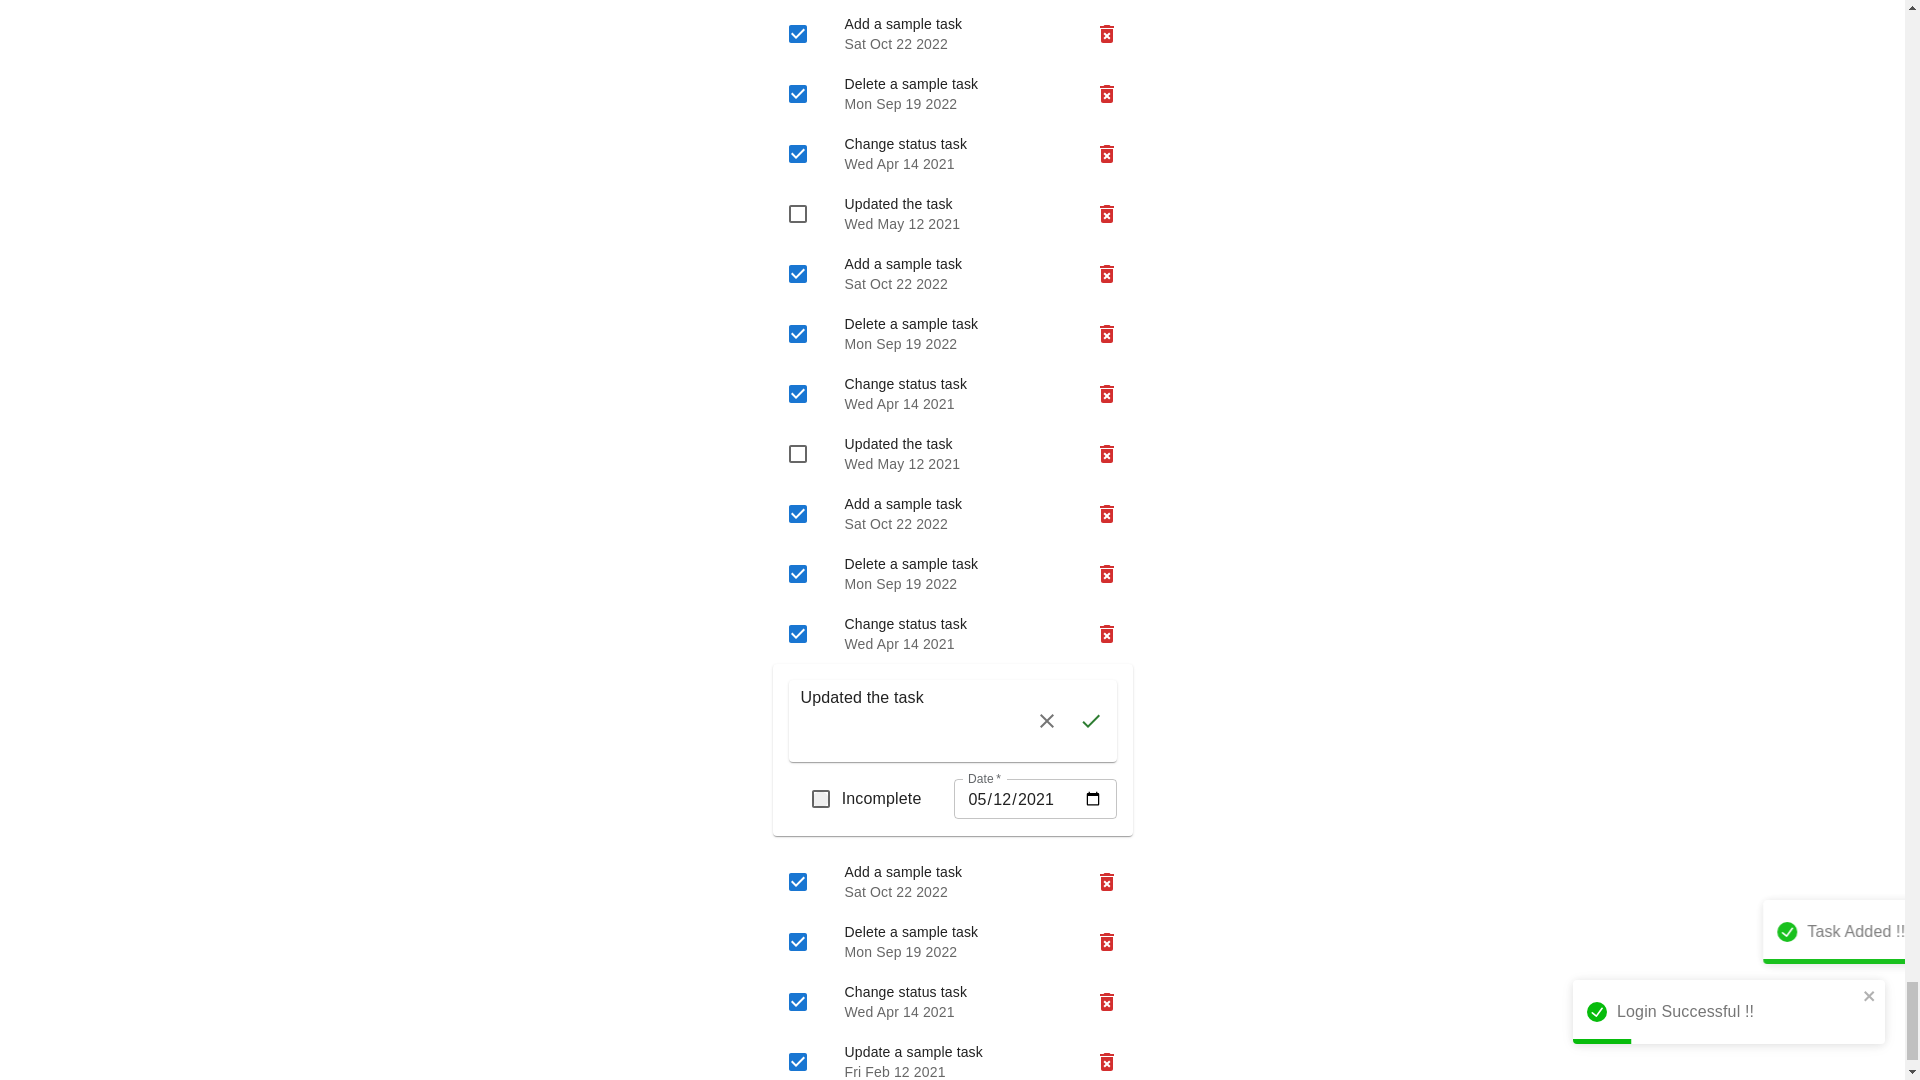 Add a sample task
Sat Oct 22 2022
Delete a sample task
Mon Sep 19 2022
Change status task
Wed Apr 14 2021
Updated the task
Wed May 12 2021
Add a sample task
Sat Oct 22 2022
Delete a sample task
Mon Sep 19 2022
Change status task
Wed Apr 14 2021
Updated the task
Wed May 12 2021
Add a sample task
Sat Oct 22 2022
Delete a sample task
Mon Sep 19 2022
Change status task
Wed Apr 14 2021
Updated the task
Date *
Incomplete
05/12/2021
Add a sample task
Sat Oct 22 2022
Delete a sample task
Mon Sep 19 2022
Change status task
Wed Apr 14 2021
Update a sample task
Fri Feb 12 2021
Task Added !!
Login Successful !!